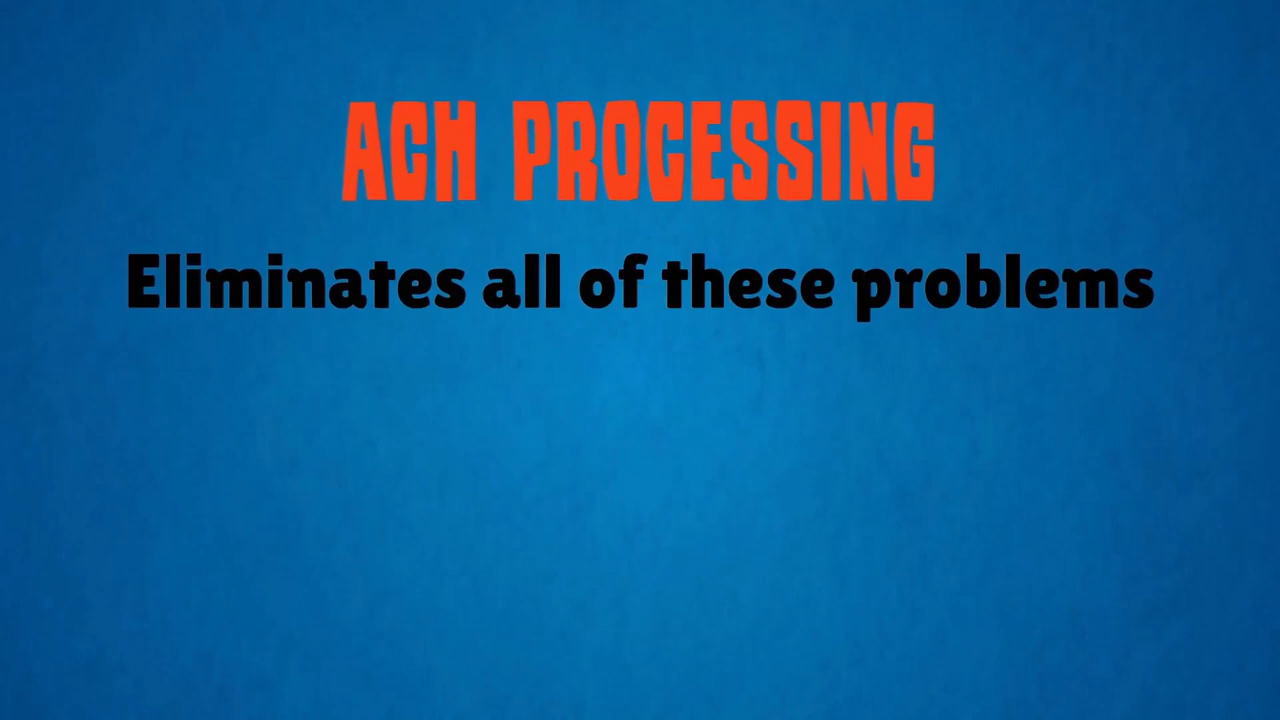 ACH PROCESSING
Eliminates all of these problems